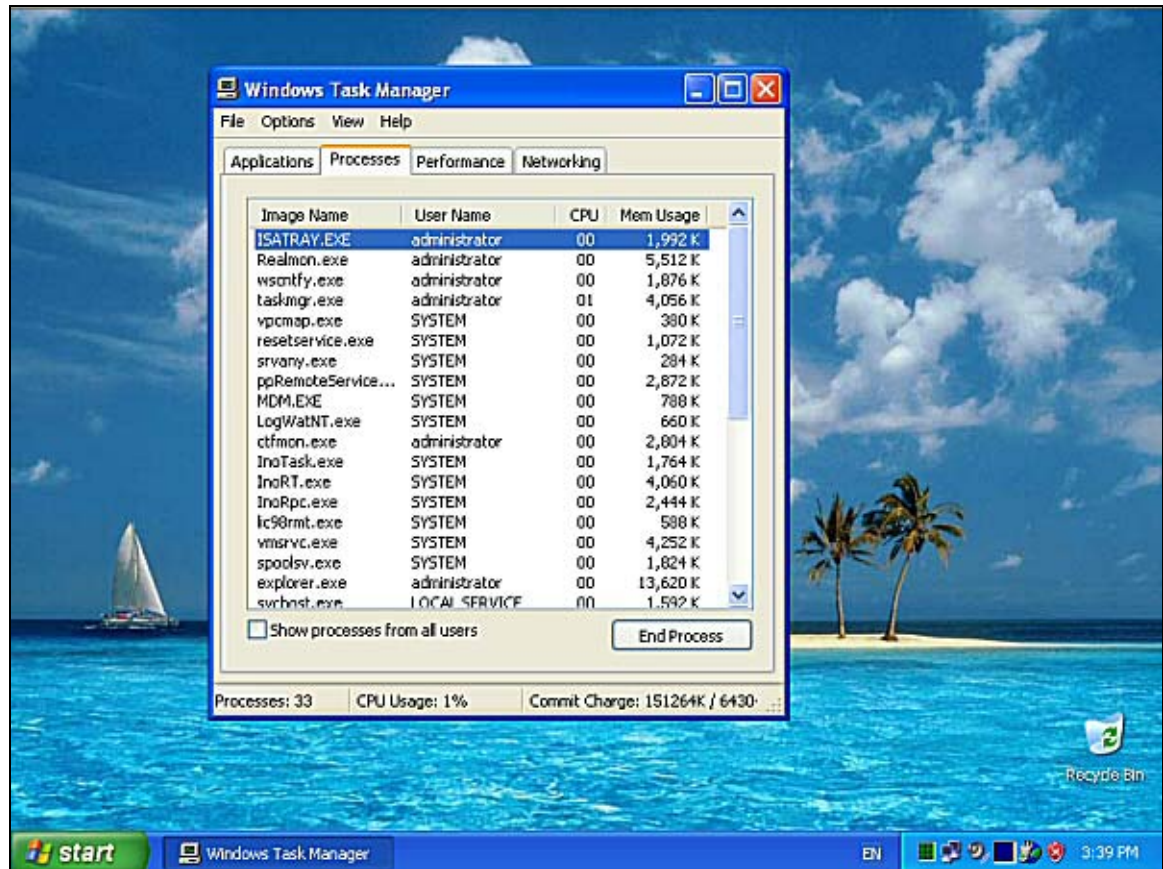 Windows Task Manager
File Options View Help
Applications Processes Performance Networking
Image Name User Name CPU Mem Usage
ISATRAY.EXE administrator 00 1,992 K
Realmon.exe administrator 00 5,512 K
wscntfy.exe administrator 00 1,876 K
taskmgr.exe administrator 01 4,056 K
vpcmap.exe SYSTEM 00 380 K
resetservice.exe SYSTEM 00 1,072 K
srvany.exe SYSTEM 00 284 K
ppRemoteService... SYSTEM 00 2,872 K
MDM.EXE SYSTEM 00 788 K
LogWatNT.exe SYSTEM 00 660 K
ctfmon.exe administrator 00 2,804 K
InoTask.exe SYSTEM 00 1,764 K
InoRT.exe SYSTEM 00 4,060 K
InoRpc.exe SYSTEM 00 2,444 K
lic98rmt.exe SYSTEM 00 588 K
vmsrvc.exe SYSTEM 00 4,252 K
spoolsv.exe SYSTEM 00 1,824 K
explorer.exe administrator 00 13,620 K
svchost.exe LOCAL SERVICE 00 1,592 K
Show processes from all users
End Process
Processes: 33 CPU Usage: 1% Commit Charge: 151264K / 6430
Recycle Bin
start Windows Task Manager EN 3:39 PM